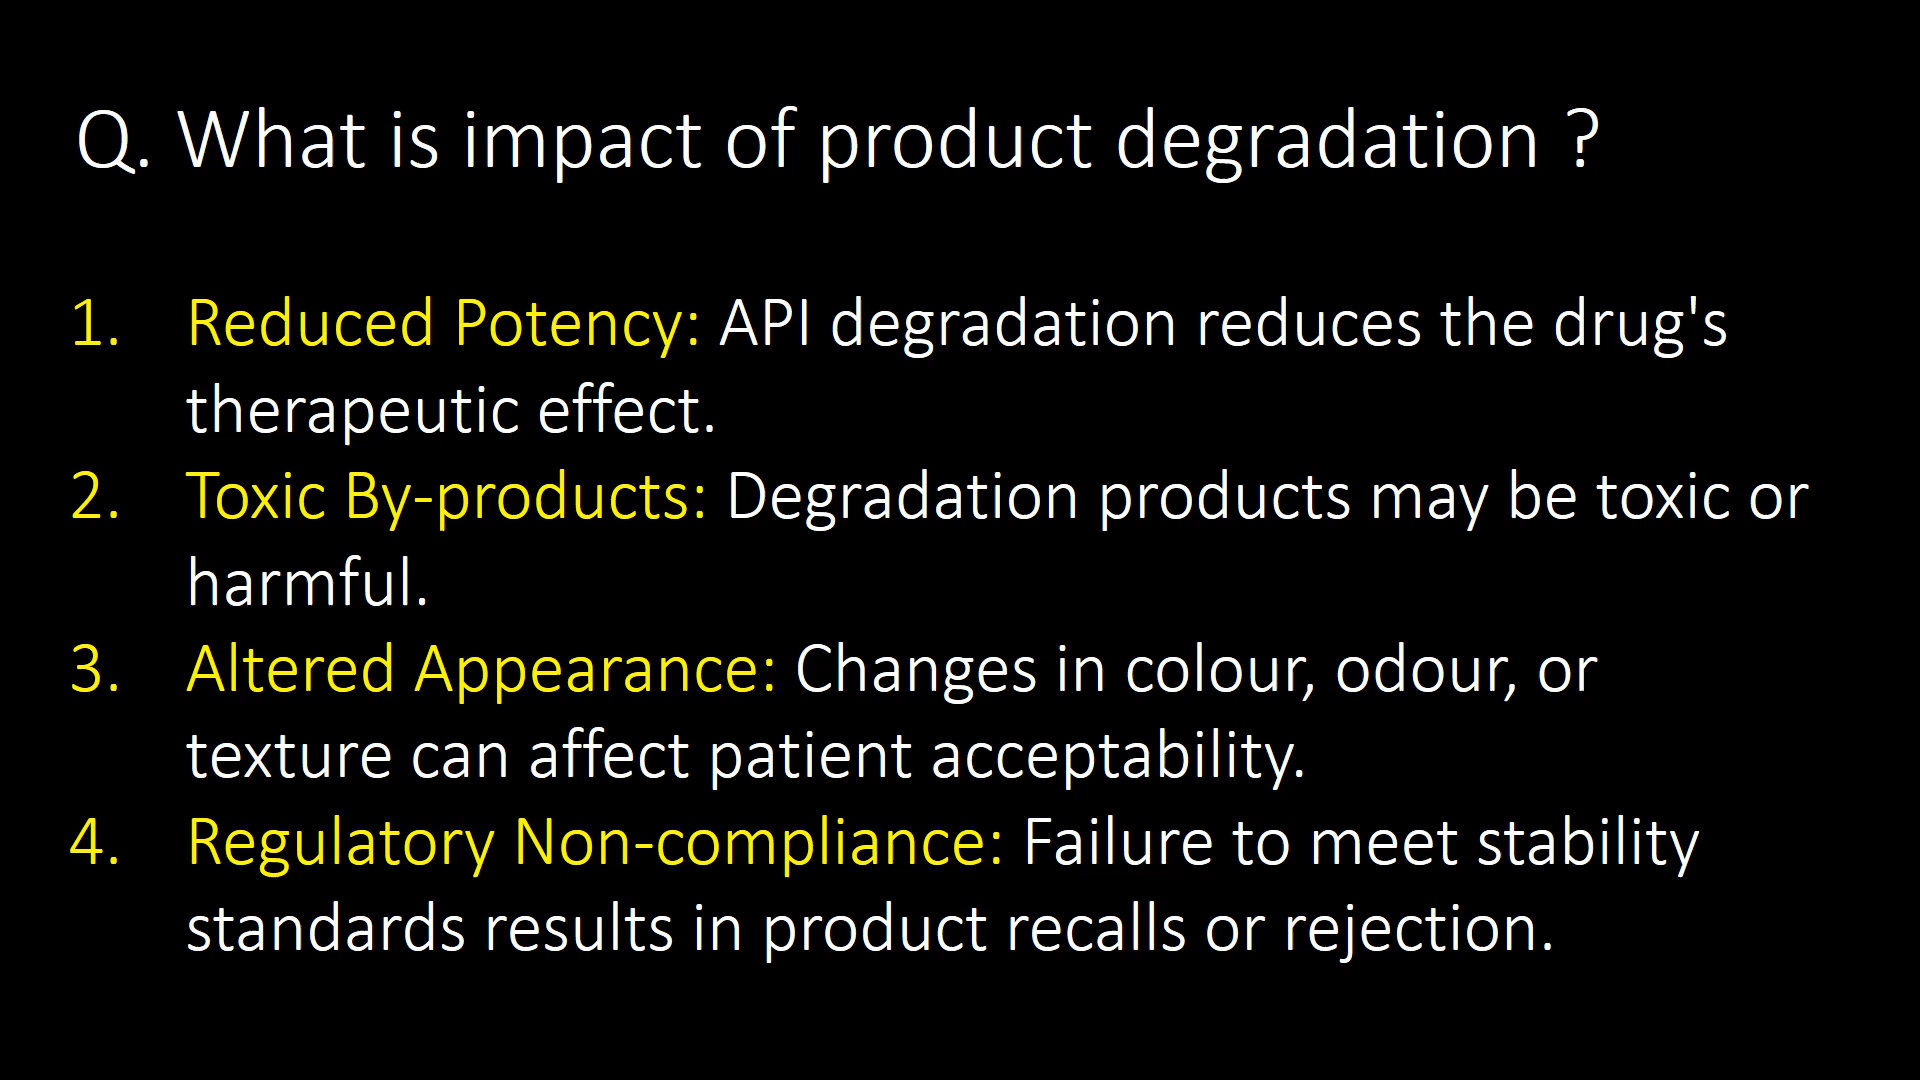 Q. What is impact of product degradation ?
1. Reduced Potency: API degradation reduces the drug's
therapeutic effect.
2. Toxic By-products: Degradation products may be toxic or
harmful.
3. Altered Appearance: Changes in colour, odour, or
texture can affect patient acceptability.
4. Regulatory Non-compliance: Failure to meet stability
standards results in product recalls or rejection.